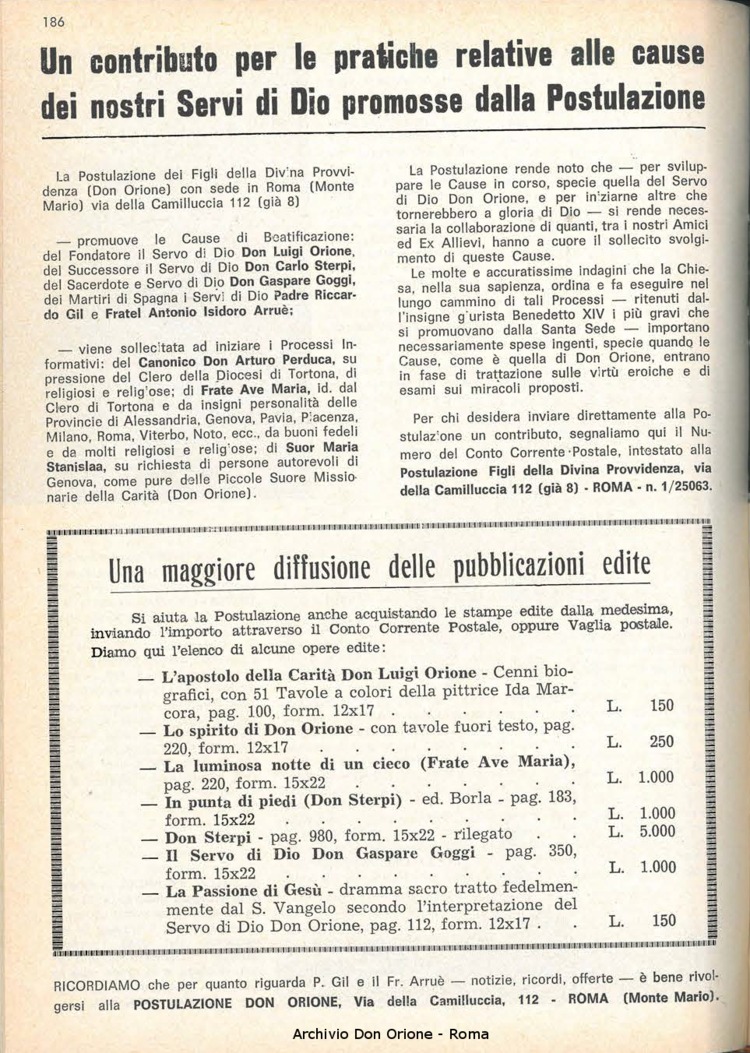 186
Un contributo per le pratiche relative alle cause
dei nostri Servi di Dio promosse dalla Postulazione
La Postulazione dei Figli della Div'na Provvi-
denza (Don Orione) con sede in Roma (Monte
Mario) via della Camilluccia 112 (già 8)
— promuove le Cause di Beatificazione:
del Fondatore il Servo di Dio Don Luigi Orione,
del Successore il Servo di Dio Don Carlo Sterpi,
del Sacerdote e Servo di Dio Don Gaspare Goggi,
dei Martiri di Spagna i Servi di Dio Padre Riccar-
do Gil e Fratel Antonio Isidoro Arruè;
— viene sollecitata ad iniziare i Processi In-
formativi: del Canonico Don Arturo Perduca, su
pressione del Clero della Diocesi di Tortona, di
religiosi e relig'ose; di Frate Ave Maria, id. dal
Clero di Tortona e da insigni personalità delle
Provincie di Alessandria, Genova, Pavia, Piacenza,
Milano, Roma, Viterbo, Noto, ecc., da buoni fedeli
e da molti religiosi e relig'ose; di Suor Maria
Stanislaa, su richiesta di persone autorevoli di
Genova, come pure delle Piccole Suore Missio-
narie della Carità (Don Orione).
La Postulazione rende noto che — per svilup-
pare le Cause in corso, specie quella del Servo
di Dio Don Orione, e per in'ziarne altre che
tornerebbero a gloria di Dio — si rende neces-
saria la collaborazione di quanti, tra i nostri Amici
ed Ex Allievi, hanno a cuore il sollecito svolgi-
mento di queste Cause.
Le molte e accuratissime indagini che la Chie-
sa, nella sua sapienza, ordina e fa eseguire nel
lungo cammino di tali Processi — ritenuti dal-
l'insigne g'urista Benedetto XIV i più gravi che
si promuovano dalla Santa Sede — importano
necessariamente spese ingenti, specie quando le
Cause, come è quella di Don Orione, entrano
in fase di trattazione sulle virtù eroiche e di
esami sui miracoli proposti.
Per chi desidera inviare direttamente alla Po-
stulaz'one un contributo, segnaliamo qui il Nu-
mero del Conto Corrente Postale, intestato alla
Postulazione Figli della Divina Provvidenza, via
della Camilluccia 112 (già 8) - ROMA - n. 1/25063.
Una maggiore diffusione delle pubblicazioni edite
Si aiuta la Postulazione anche acquistando le stampe edite dalla medesima,
inviando l'importo attraverso il Conto Corrente Postale, oppure Vaglia postale.
Diamo qui l'elenco di alcune opere edite:
— L'apostolo della Carità Don Luigi Orione - Cenni bio-
grafici, con 51 Tavole a colori della pittrice Ida Mar-
cora, pag. 100, form. 12x17 . . . . . . L. 150
— Lo spirito di Don Orione - con tavole fuori testo, pag.
220, form. 12x17 . . . . . . . . L. 250
— La luminosa notte di un cieco (Frate Ave Maria),
pag. 220, form. 15x22 . . . . . . . L. 1.000
— In punta di piedi (Don Sterpi) - ed. Borla - pag. 183,
form. 15x22 . . . . . . . . . L. 1.000
— Don Sterpi - pag. 980, form. 15x22 - rilegato . . L. 5.000
— Il Servo di Dio Don Gaspare Goggi - pag. 350,
form. 15x22 . . . . . . . . . L. 1.000
— La Passione di Gesù - dramma sacro tratto fedelmen-
mente dal S. Vangelo secondo l'interpretazione del
Servo di Dio Don Orione, pag. 112, form. 12x17 . . L. 150
RICORDIAMO che per quanto riguarda P. Gil e il Fr. Arruè — notizie, ricordi, offerte — è bene rivol-
gersi alla POSTULAZIONE DON ORIONE, Via della Camilluccia, 112 - ROMA (Monte Mario).
Archivio Don Orione - Roma